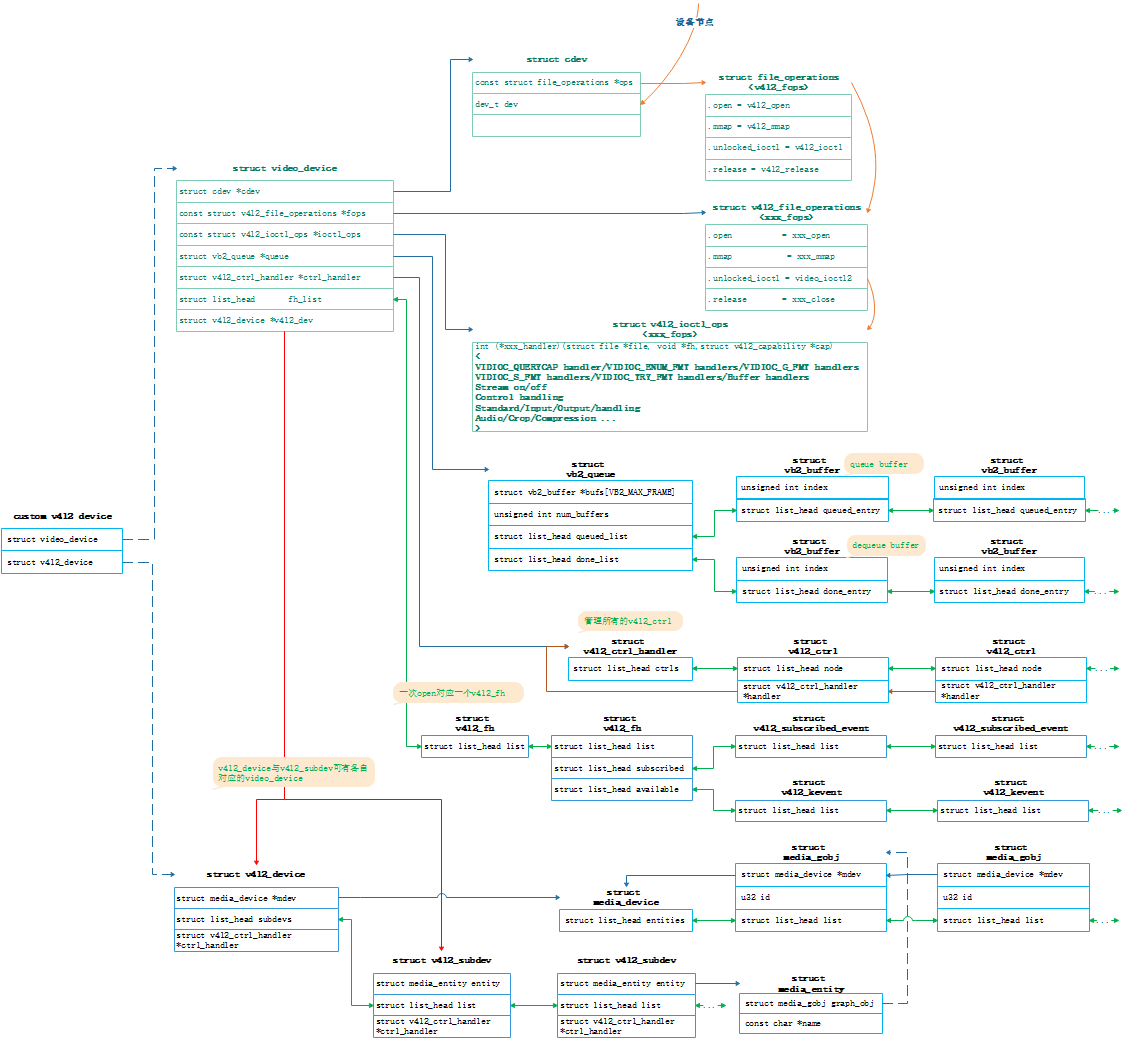 设备节点
struct cdev
const struct file_operations *ops
dev_t dev
struct file_operations
<v4l2_fops>
.open = v4l2_open
.mmap = v4l2_mmap
.unlocked_ioctl = v4l2_ioctl
.release = v4l2_release
struct video_device
struct cdev *cdev
const struct v4l2_file_operations *fops
const struct v4l2_ioctl_ops *ioctl_ops
struct vb2_queue *queue
struct v4l2_ctrl_handler *ctrl_handler
struct list_head fh_list
struct v4l2_device *v4l2_dev
struct v4l2_file_operations
<xxx_fops>
.open = xxx_open
.mmap = xxx_mmap
.unlocked_ioctl = video_ioctl2
.release = xxx_close
struct v4l2_ioctl_ops
<xxx_fops>
int (*xxx_handler)(struct file *file, void *fh,struct v4l2_capability *cap)
<
VIDIOC_QUERYCAP handler/VIDIOC_ENUM_FMT handlers/VIDIOC_G_FMT handlers
VIDIOC_S_FMT handlers/VIDIOC_TRY_FMT handlers/Buffer handlers
Stream on/off
Control handling
Standard/Input/Output/handling
Audio/Crop/Compression ...
>
struct
vb2_queue
struct vb2_buffer *bufs[VB2_MAX_FRAME]
unsigned int num_buffers
struct list_head queued_list
struct list_head done_list
struct
vb2_buffer
queue buffer
struct
vb2_buffer
unsigned int index
unsigned int index
struct list_head queued_entry
struct list_head queued_entry
...
struct
vb2_buffer
dequeue buffer
struct
vb2_buffer
unsigned int index
unsigned int index
struct list_head done_entry
struct list_head done_entry
...
custom v4l2 device
struct video_device
struct v4l2_device
管理所有的v4l2_ctrl
struct
v4l2_ctrl_handler
struct list_head ctrls
struct
v4l2_ctrl
struct list_head node
struct v4l2_ctrl_handler
*handler
struct
v4l2_ctrl
struct list_head node
struct v4l2_ctrl_handler
*handler
...
一次open对应一个v4l2_fh
struct
v4l2_fh
struct list_head list
struct
v4l2_fh
struct list_head list
struct list_head subscribed
struct list_head available
struct
v4l2_subscribed_event
struct list_head list
struct
v4l2_subscribed_event
struct list_head list
...
struct
v4l2_kevent
struct list_head list
struct
v4l2_kevent
struct list_head list
...
v4l2_device与v4l2_subdev可有各自
对应的video_device
struct v4l2_device
struct media_device *mdev
struct list_head subdevs
struct v4l2_ctrl_handler
*ctrl_handler
struct
media_device
struct list_head entities
struct
media_gobj
struct media_device *mdev
u32 id
struct list_head list
struct
media_gobj
struct media_device *mdev
u32 id
struct list_head list
...
struct v4l2_subdev
struct media_entity entity
struct list_head list
struct v4l2_ctrl_handler
*ctrl_handler
struct v4l2_subdev
struct media_entity entity
struct list_head list
struct v4l2_ctrl_handler
*ctrl_handler
...
struct
media_entity
struct media_gobj graph_obj
const char *name